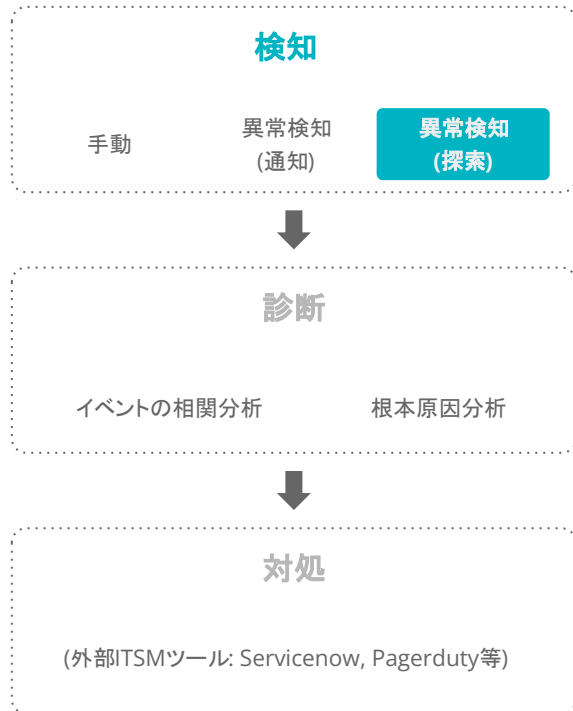 検知
手動
異常検知
(通知)
異常検知
(探索)
診断
イベントの相関分析
根本原因分析
対処
(外部ITSMツール: Servicenow, Pagerduty等)